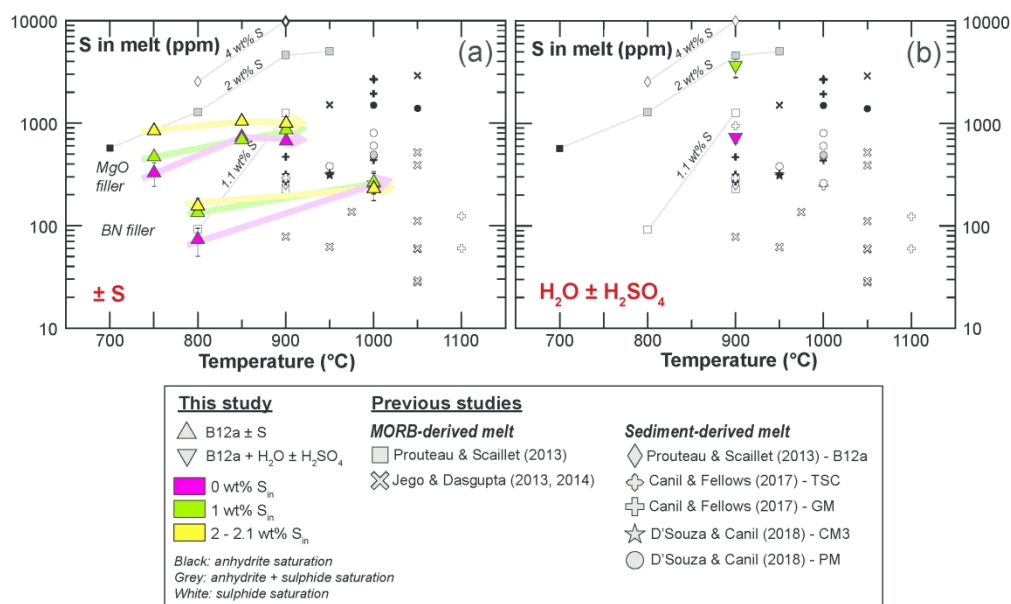 S in melt (ppm)
(a)
4 wt% S
2 wt% S
1.1 wt% S
MgO
filler
BN filler
± S
10000
1000
100
10
700
800
900
1000
1100
Temperature (°C)
S in melt (ppm)
(b)
4 wt% S
2 wt% S
1.1 wt% S
H₂O ± H₂SO₄
10000
1000
100
10
700
800
900
1000
1100
Temperature (°C)
This study
B12a ± S
B12a + H₂O ± H₂SO₄
0 wt% Sᵢₙ
1 wt% Sᵢₙ
2 - 2.1 wt% Sᵢₙ
Black: anhydrite saturation
Grey: anhydrite + sulphide saturation
White: sulphide saturation
Previous studies
MORB-derived melt
Prouteau & Scaillet (2013)
Jego & Dasgupta (2013, 2014)
Sediment-derived melt
Prouteau & Scaillet (2013) - B12a
Canil & Fellows (2017) - TSC
Canil & Fellows (2017) - GM
D'Souza & Canil (2018) - CM3
D'Souza & Canil (2018) - PM